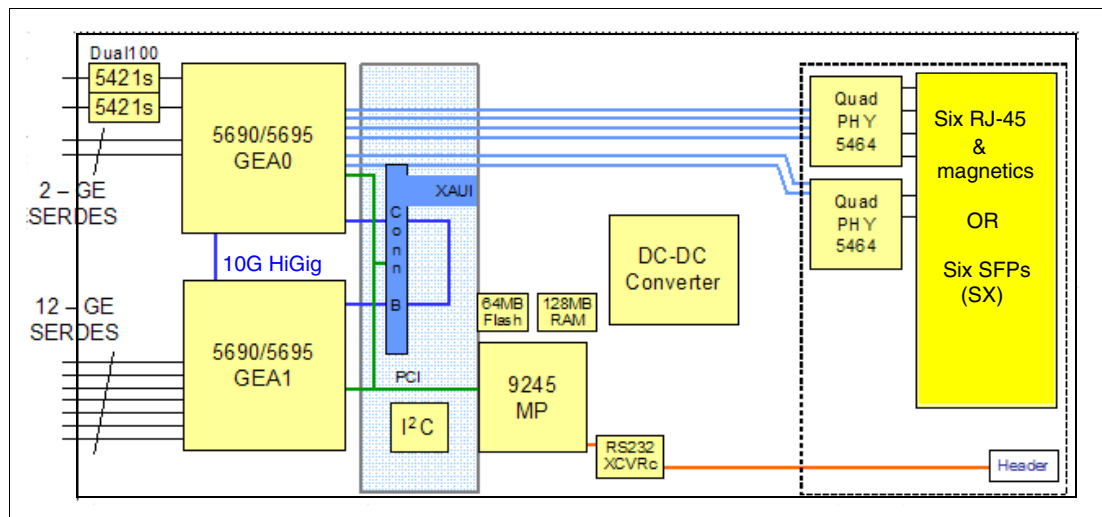 Dual100
5421s
5421s
5690/5695
GEA0
2 – GE
SERDES
10G HiGig
12 – GE
SERDES
5690/5695
GEA1
XAUI
C
o
n
n
B
PCI
I²C
64MB
Flash
128MB
RAM
9245
MP
RS232
XCVRc
DC-DC
Converter
Quad
PHY
5464
Quad
PHY
5464
Six RJ-45
&
magnetics
OR
Six SFPs
(SX)
Header